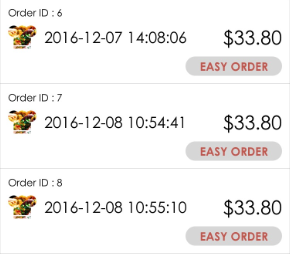 Order ID : 6
2016-12-07 14:08:06 $33.80
EASY ORDER
Order ID : 7
2016-12-08 10:54:41 $33.80
EASY ORDER
Order ID : 8
2016-12-08 10:55:10 $33.80
EASY ORDER